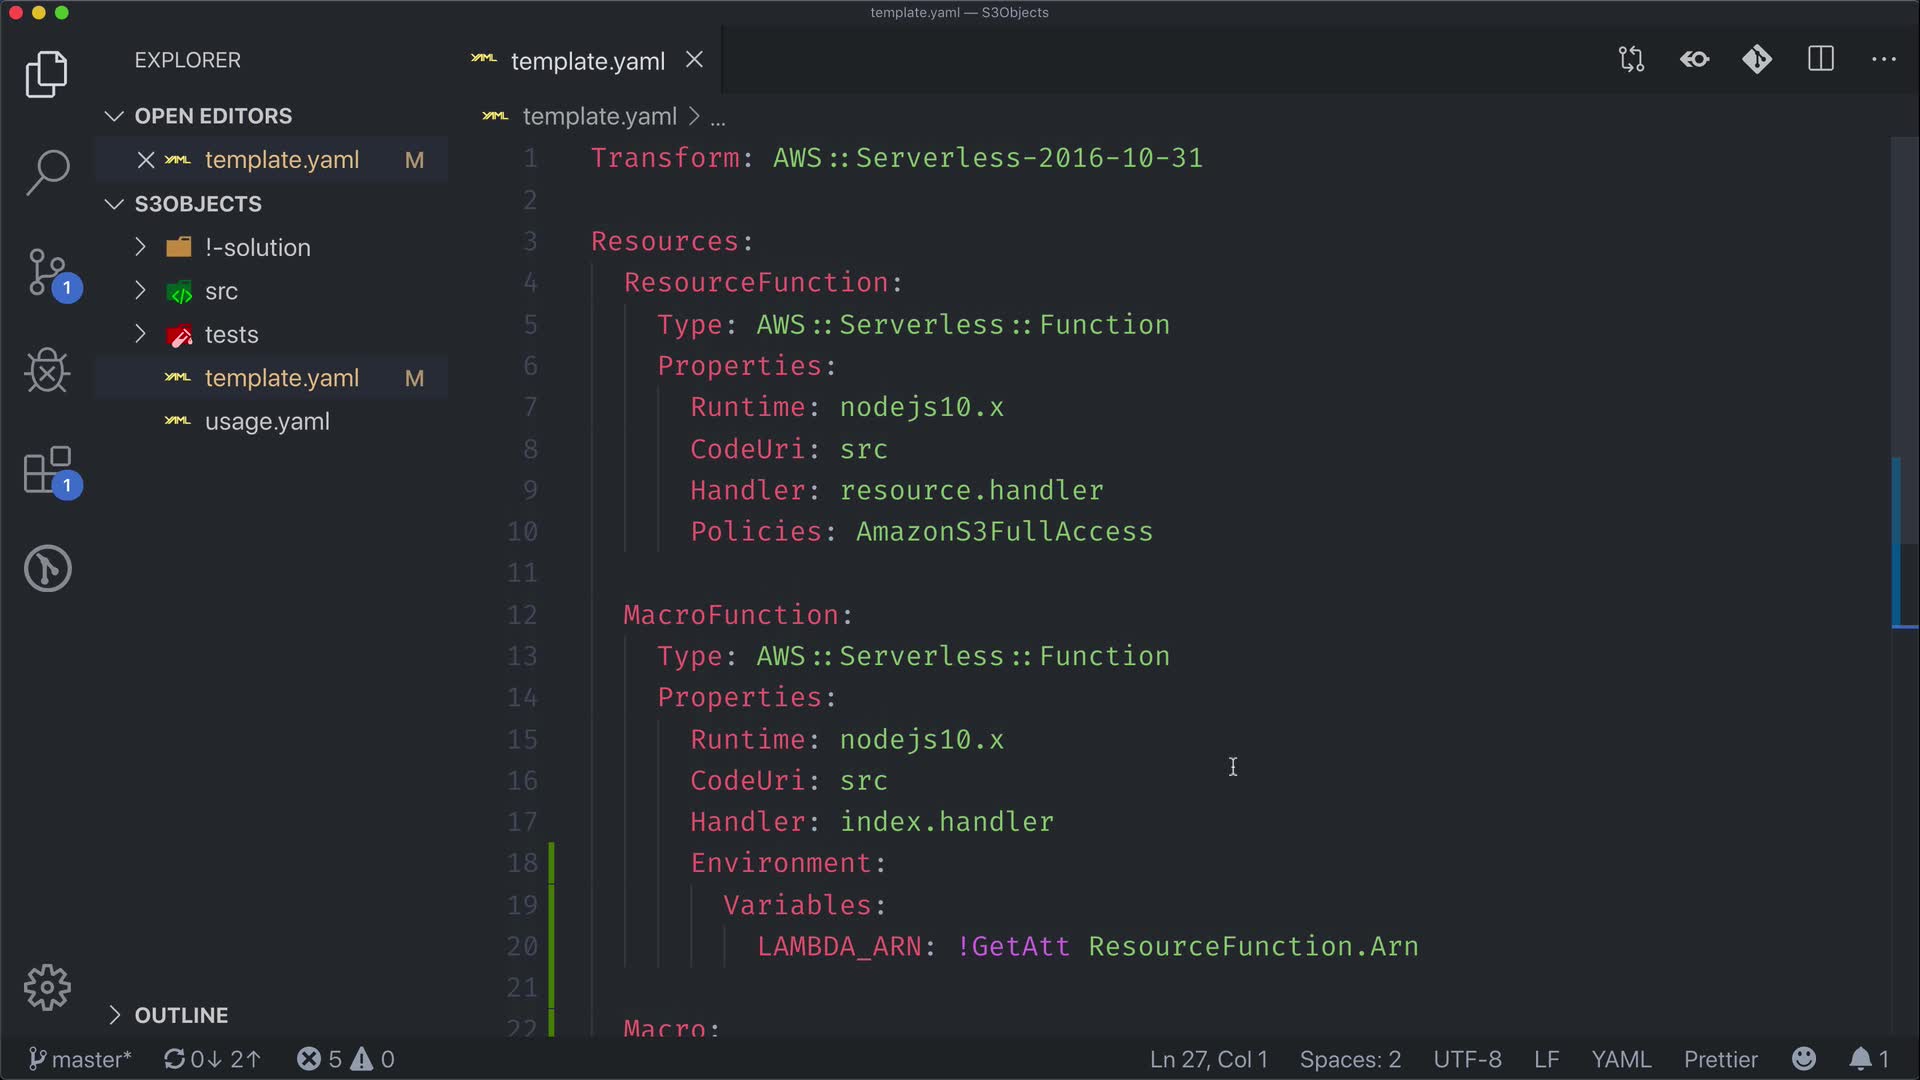 template.yaml — S3Objects
EXPLORER
OPEN EDITORS
template.yaml M
S3OBJECTS
!-solution
src
tests
template.yaml M
usage.yaml
OUTLINE
1
1
YAML template.yaml
YAML template.yaml > ...
1 Transform: AWS::Serverless-2016-10-31
2
3 Resources:
4 ResourceFunction:
5 Type: AWS::Serverless::Function
6 Properties:
7 Runtime: nodejs10.x
8 CodeUri: src
9 Handler: resource.handler
10 Policies: AmazonS3FullAccess
11
12 MacroFunction:
13 Type: AWS::Serverless::Function
14 Properties:
15 Runtime: nodejs10.x
16 CodeUri: src
17 Handler: index.handler
18 Environment:
19 Variables:
20 LAMBDA_ARN: !GetAtt ResourceFunction.Arn
21
22 Macro:
master* 0↓ 2↑ 5 0 Ln 27, Col 1 Spaces: 2 UTF-8 LF YAML Prettier 1